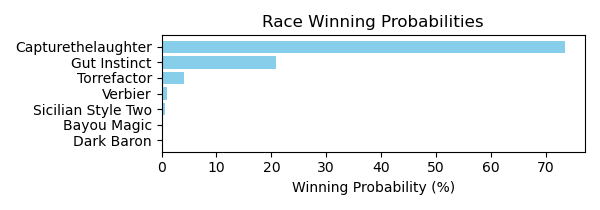 Race Winning Probabilities
Capturethelaughter
Gut Instinct
Torrefactor
Verbier
Sicilian Style Two
Bayou Magic
Dark Baron
0 10 20 30 40 50 60 70
Winning Probability (%)